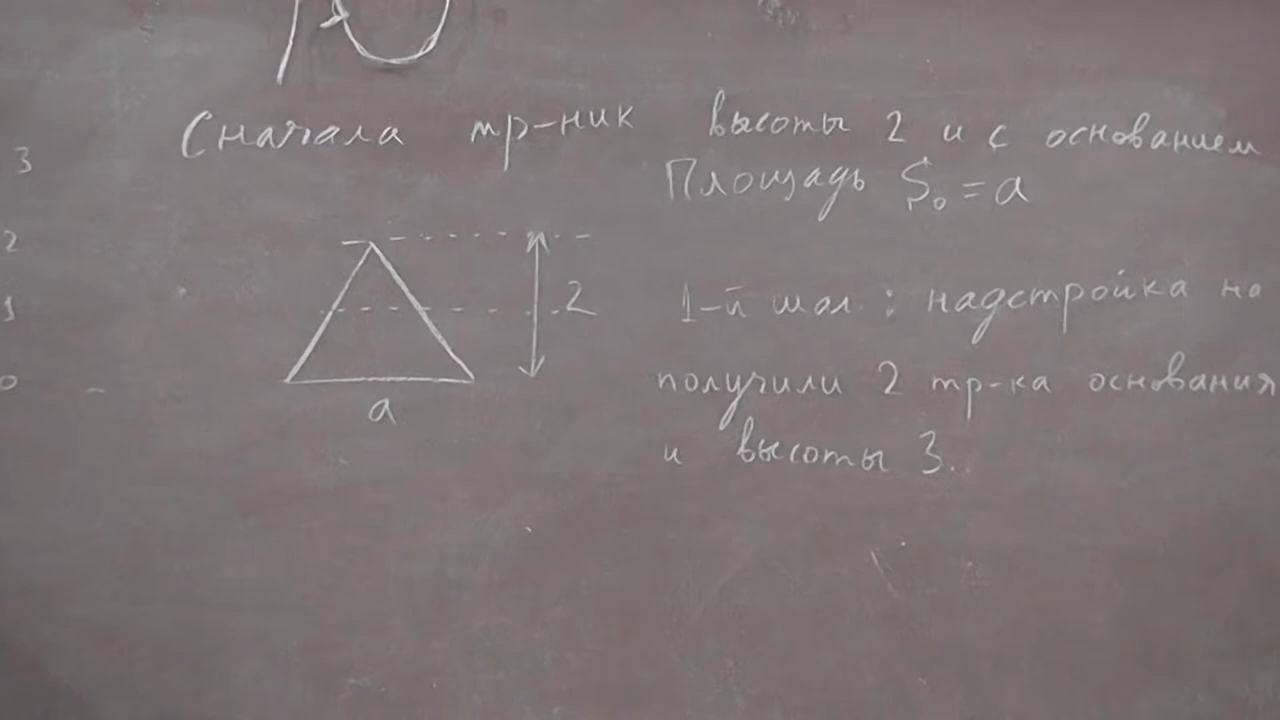 Сначала тр-ник высоты 2 и с основанием
Площадь S₀ = a
3
2
1
0
2
a
1-й шаг: надстройка на
получили 2 тр-ка основания
и высоты 3.